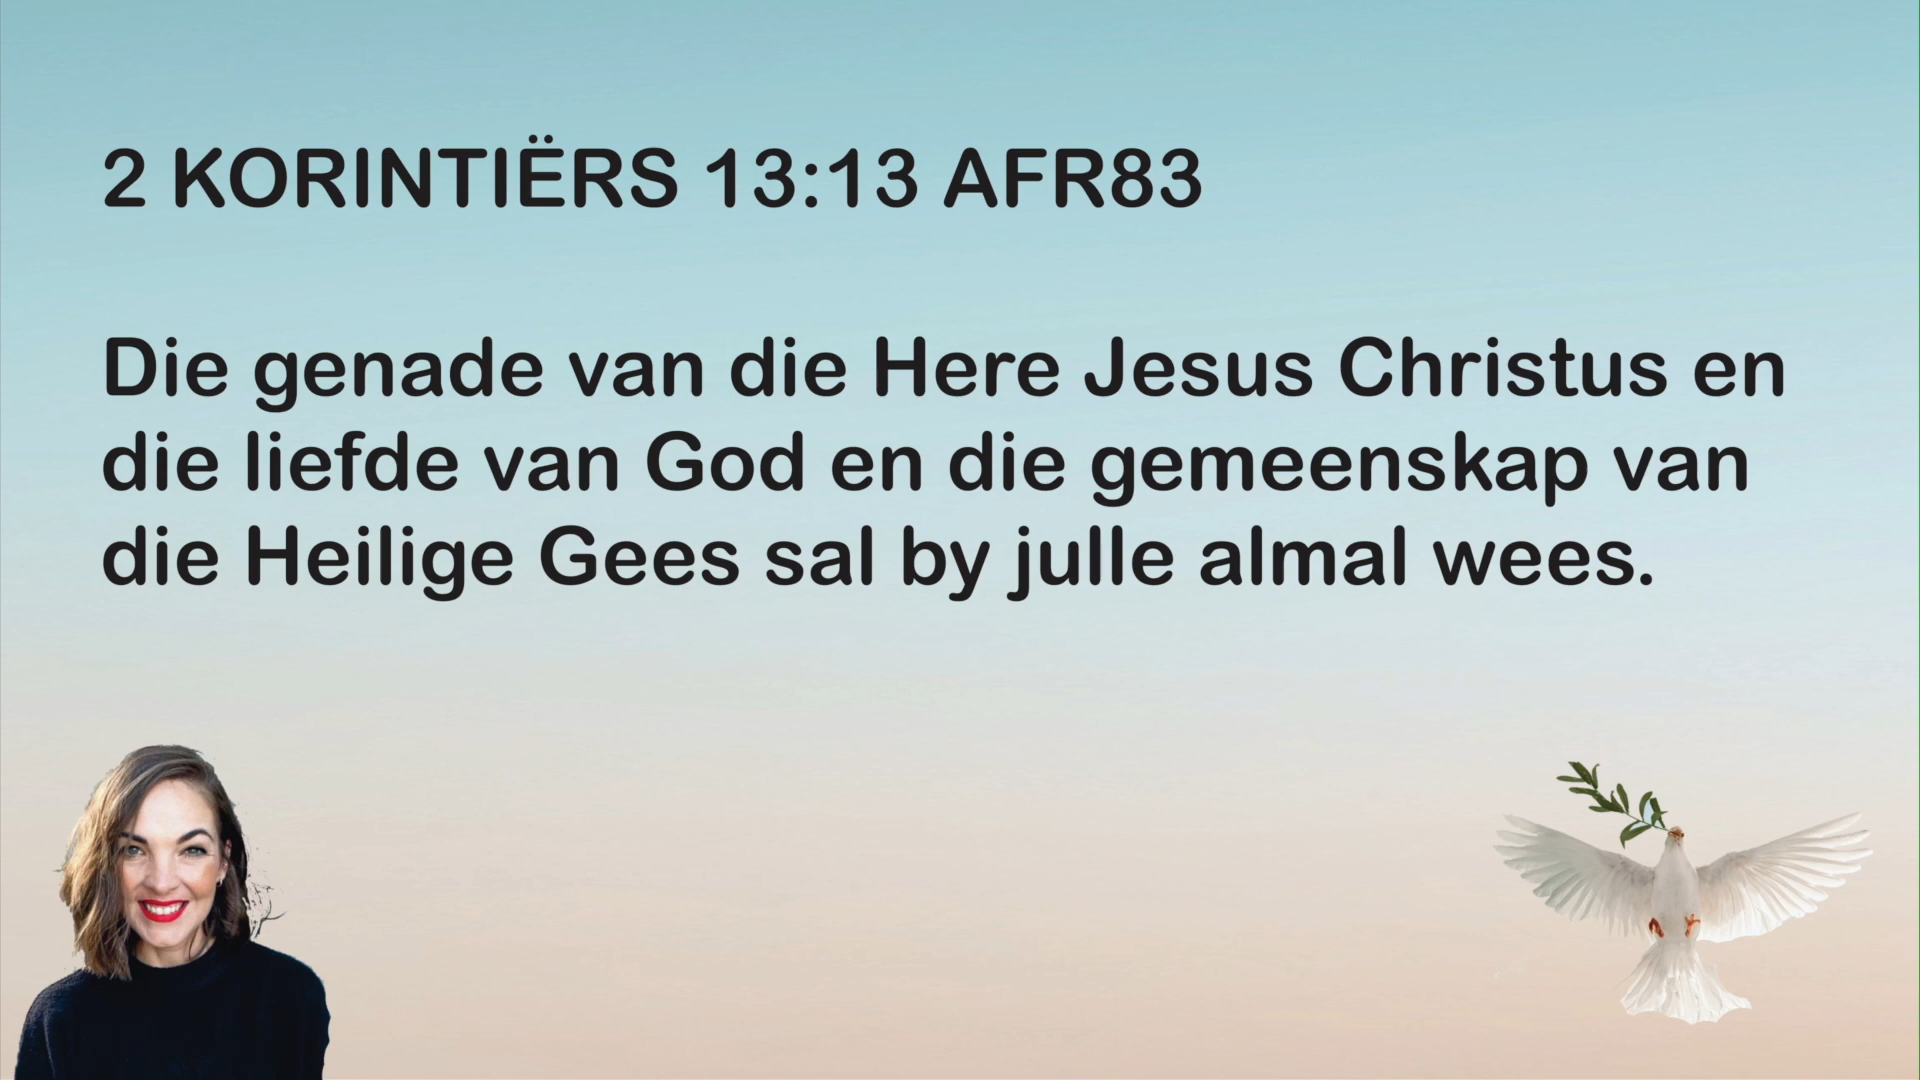 2 KORINTIËRS 13:13 AFR83
Die genade van die Here Jesus Christus en
die liefde van God en die gemeenskap van
die Heilige Gees sal by julle almal wees.